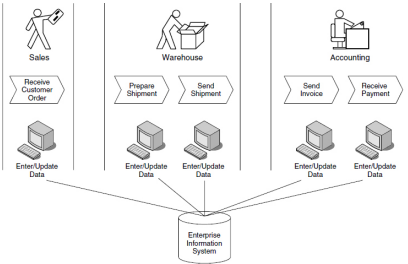 Sales
Warehouse
Accounting
Receive
Customer
Order
Prepare
Shipment
Send
Shipment
Send
Invoice
Receive
Payment
Enter/Update
Data
Enter/Update
Data
Enter/Update
Data
Enter/Update
Data
Enter/Update
Data
Enterprise
Information
System